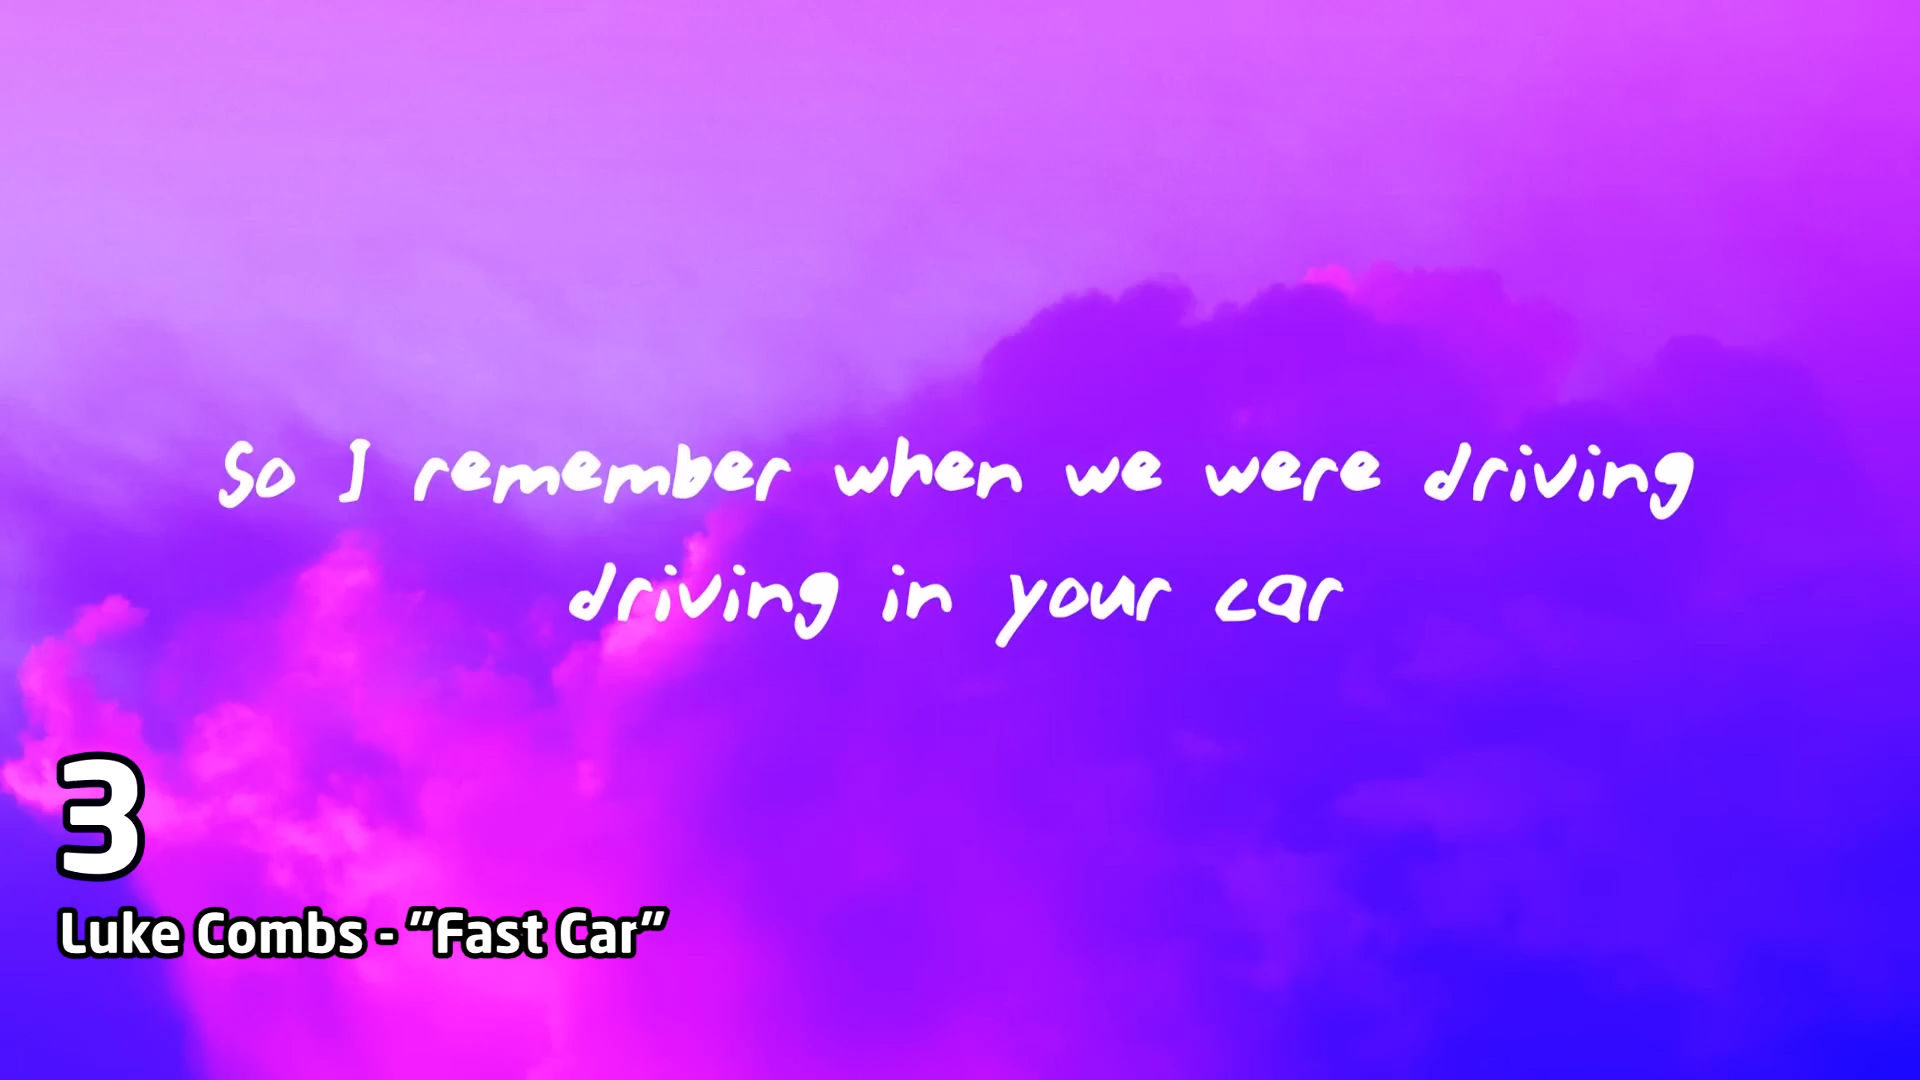 So I remember when we were driving
driving in your car
3
Luke Combs - "Fast Car"